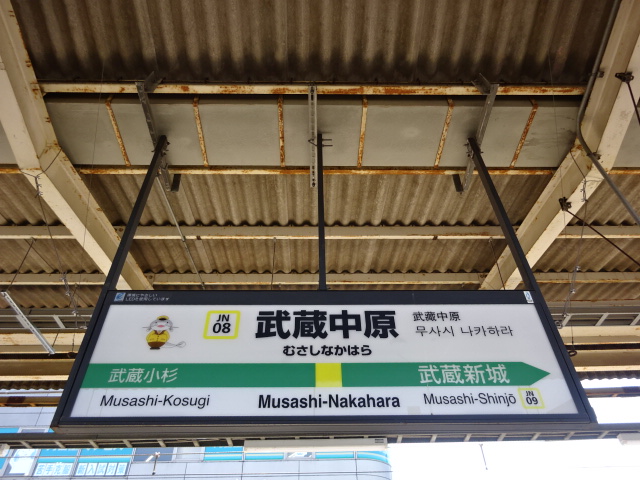 JN
08
武蔵中原
むさしなかはら
武藏中原
무사시 나카하라
武蔵小杉
武蔵新城
Musashi-Kosugi
Musashi-Nakahara
Musashi-Shinjō
JN
09